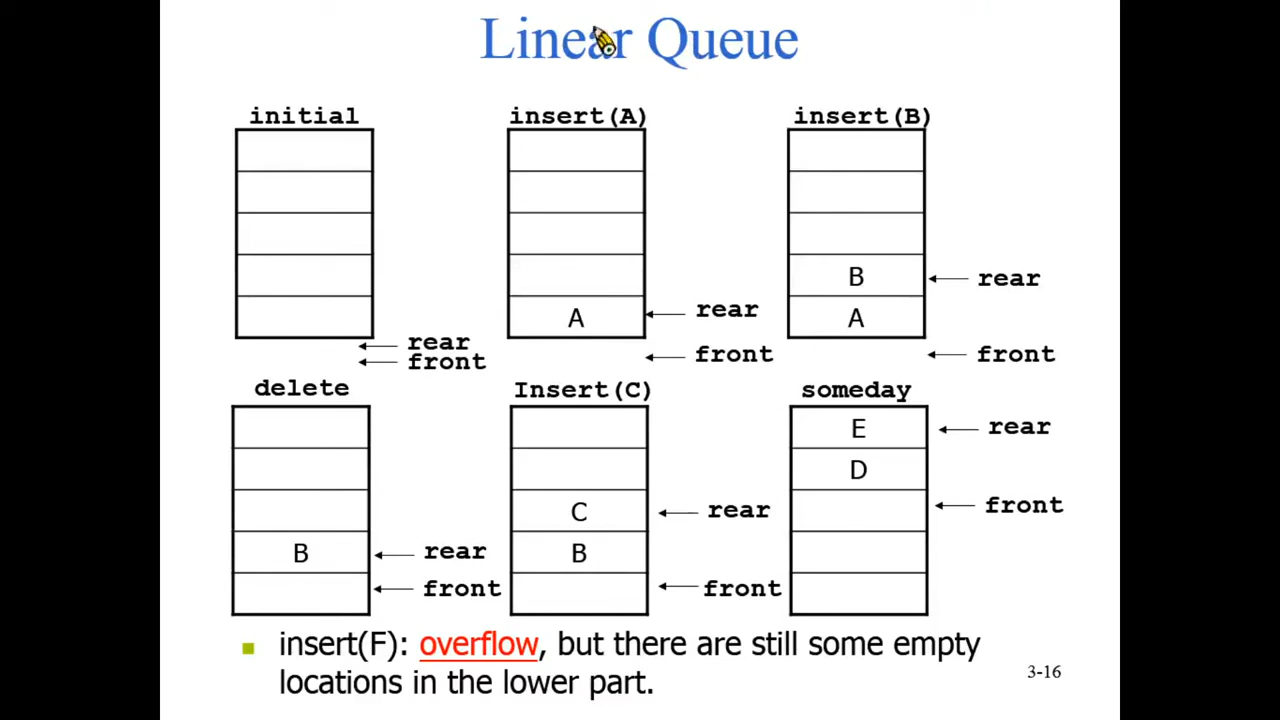 Linear Queue
initial
insert(A)
insert(B)
B
rear
A
rear
A
rear
front
front
front
delete
Insert(C)
someday
E
rear
D
C
rear
front
B
rear
B
front
front
insert(F): overflow, but there are still some empty
locations in the lower part.
3-16